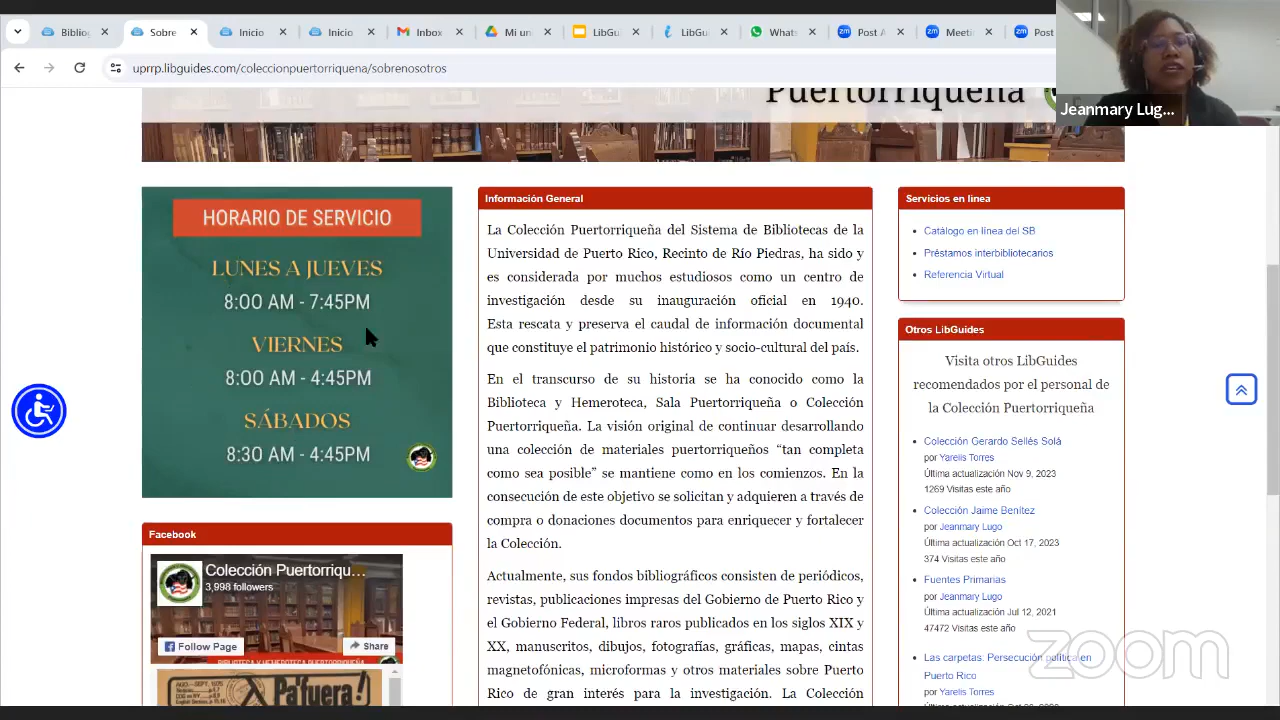 Bibliog
Sobre
Inicio
Inicio
Inbox
Mi un
LibGu
LibGu
Whats
Post A
Meeti
Post
uprrp.libguides.com/coleccionpuertorriquena/sobrenosotros
Jeanmary Lug...
Puertorriqueña
HORARIO DE SERVICIO
LUNES A JUEVES
8:00 AM - 7:45PM
VIERNES
8:00 AM - 4:45PM
SÁBADOS
8:30 AM - 4:45PM
Facebook
Colección Puertorriqu...
3,998 followers
Follow Page
Share
BIBLIOTECA Y HEMEROTECA PUERTORRIQUEÑA
Pa'fuera!
Información General
La Colección Puertorriqueña del Sistema de Bibliotecas de la
Universidad de Puerto Rico, Recinto de Río Piedras, ha sido y
es considerada por muchos estudiosos como un centro de
investigación desde su inauguración oficial en 1940.
Esta rescata y preserva el caudal de información documental
que constituye el patrimonio histórico y socio-cultural del país.
En el transcurso de su historia se ha conocido como la
Biblioteca y Hemeroteca, Sala Puertorriqueña o Colección
Puertorriqueña. La visión original de continuar desarrollando
una colección de materiales puertorriqueños “tan completa
como sea posible” se mantiene como en los comienzos. En la
consecución de este objetivo se solicitan y adquieren a través de
compra o donaciones documentos para enriquecer y fortalecer
la Colección.
Actualmente, sus fondos bibliográficos consisten de periódicos,
revistas, publicaciones impresas del Gobierno de Puerto Rico y
el Gobierno Federal, libros raros publicados en los siglos XIX y
XX, manuscritos, dibujos, fotografías, gráficas, mapas, cintas
magnetofónicas, microformas y otros materiales sobre Puerto
Rico de gran interés para la investigación. La Colección
Servicios en línea
Catálogo en línea del SB
Préstamos interbibliotecarios
Referencia Virtual
Otros LibGuides
Visita otros LibGuides
recomendados por el personal de
la Colección Puertorriqueña
Colección Gerardo Sellés Solá
por Yarelis Torres
Última actualización Nov 9, 2023
1269 Visitas este año
Colección Jaime Benítez
por Jeanmary Lugo
Última actualización Oct 17, 2023
374 Visitas este año
Fuentes Primarias
por Jeanmary Lugo
Última actualización Jul 12, 2021
47472 Visitas este año
Las carpetas: Persecución política en
Puerto Rico
por Yarelis Torres
zoom